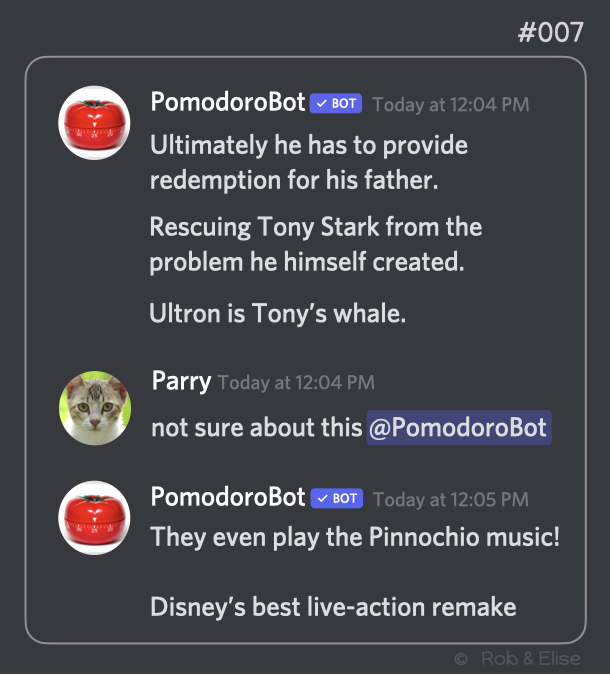 #007
PomodoroBot ✓ BOT Today at 12:04 PM
Ultimately he has to provide
redemption for his father.
Rescuing Tony Stark from the
problem he himself created.
Ultron is Tony’s whale.
Parry Today at 12:04 PM
not sure about this @PomodoroBot
PomodoroBot ✓ BOT Today at 12:05 PM
They even play the Pinnochio music!
Disney’s best live-action remake
© Rob & Elise